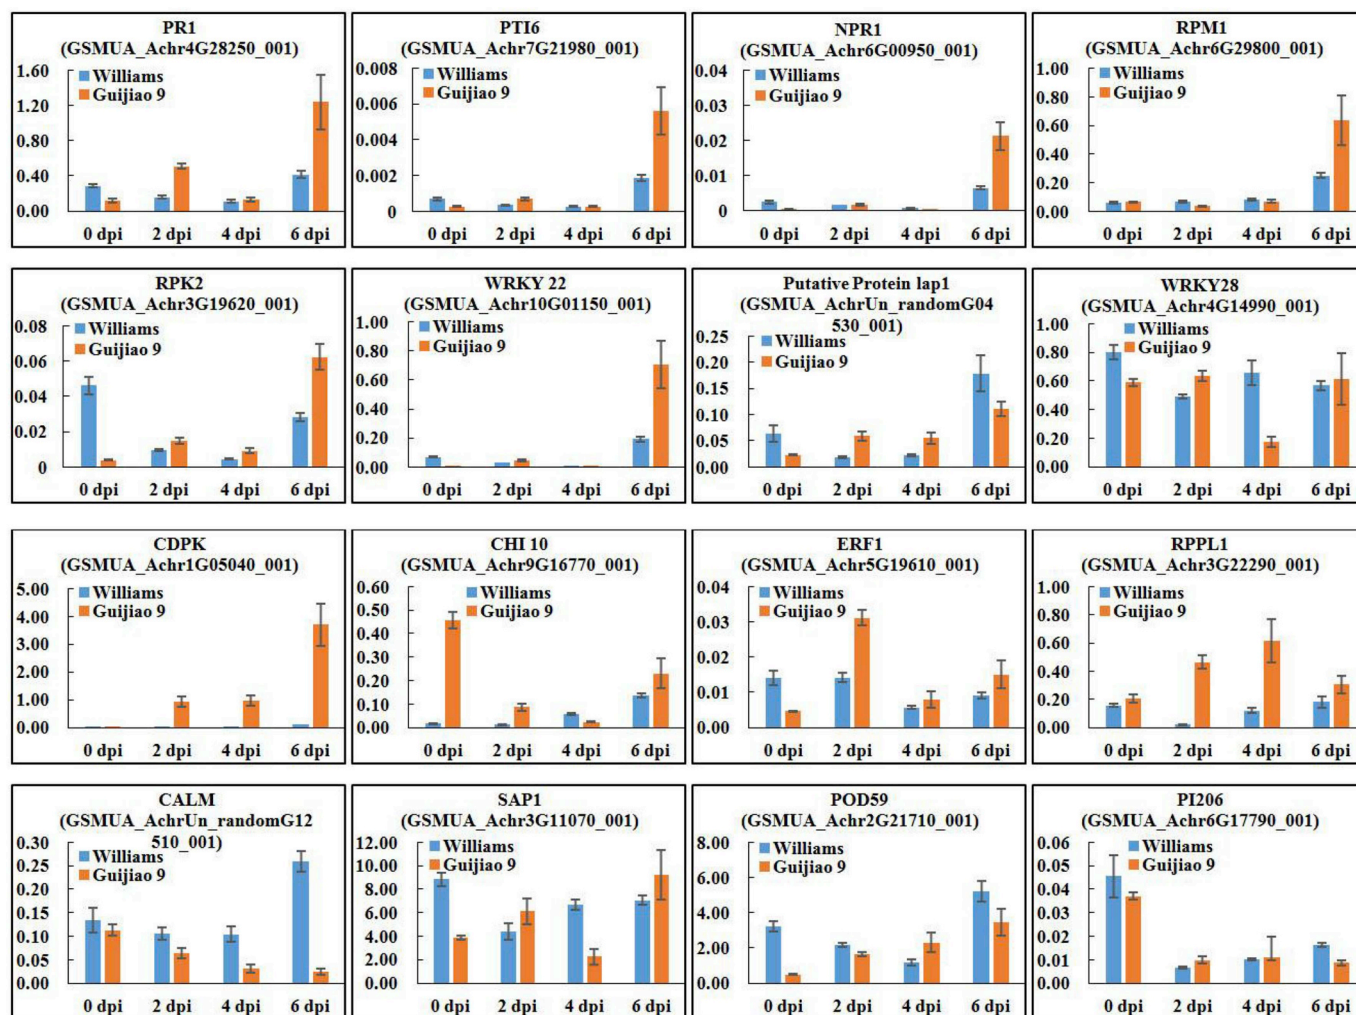 PR1
(GSMUA_Achr4G28250_001)
1.60
Williams
Guijiao 9
1.20
0.80
0.40
0.00
0 dpi 2 dpi 4 dpi 6 dpi
PTI6
(GSMUA_Achr7G21980_001)
0.008
Williams
Guijiao 9
0.006
0.004
0.002
0
0 dpi 2 dpi 4 dpi 6 dpi
NPR1
(GSMUA_Achr6G00950_001)
0.04
Williams
Guijiao 9
0.03
0.02
0.01
0
0 dpi 2 dpi 4 dpi 6 dpi
RPM1
(GSMUA_Achr6G29800_001)
1.00
Williams
Guijiao 9
0.80
0.60
0.40
0.20
0.00
0 dpi 2 dpi 4 dpi 6 dpi
RPK2
(GSMUA_Achr3G19620_001)
0.08
Williams
Guijiao 9
0.06
0.04
0.02
0
0 dpi 2 dpi 4 dpi 6 dpi
WRKY 22
(GSMUA_Achr10G01150_001)
1.00
Williams
Guijiao 9
0.80
0.60
0.40
0.20
0.00
0 dpi 2 dpi 4 dpi 6 dpi
Putative Protein lap1
(GSMUA_AchrUn_randomG04
530_001)
0.25
Williams
Guijiao 9
0.20
0.15
0.10
0.05
0.00
0 dpi 2 dpi 4 dpi 6 dpi
WRKY28
(GSMUA_Achr4G14990_001)
1.00
Williams
Guijiao 9
0.80
0.60
0.40
0.20
0.00
0 dpi 2 dpi 4 dpi 6 dpi
CDPK
(GSMUA_Achr1G05040_001)
5.00
Williams
Guijiao 9
4.00
3.00
2.00
1.00
0.00
0 dpi 2 dpi 4 dpi 6 dpi
CHI 10
(GSMUA_Achr9G16770_001)
0.60
Williams
Guijiao 9
0.50
0.40
0.30
0.20
0.10
0.00
0 dpi 2 dpi 4 dpi 6 dpi
ERF1
(GSMUA_Achr5G19610_001)
0.04
Williams
Guijiao 9
0.03
0.02
0.01
0.00
0 dpi 2 dpi 4 dpi 6 dpi
RPPL1
(GSMUA_Achr3G22290_001)
1.00
Williams
Guijiao 9
0.80
0.60
0.40
0.20
0.00
0 dpi 2 dpi 4 dpi 6 dpi
CALM
(GSMUA_AchrUn_randomG12
510_001)
0.30
Williams
Guijiao 9
0.25
0.20
0.15
0.10
0.05
0.00
0 dpi 2 dpi 4 dpi 6 dpi
SAP1
(GSMUA_Achr3G11070_001)
12.00
Williams
Guijiao 9
10.00
8.00
6.00
4.00
2.00
0.00
0 dpi 2 dpi 4 dpi 6 dpi
POD59
(GSMUA_Achr2G21710_001)
8.00
Williams
Guijiao 9
6.00
4.00
2.00
0.00
0 dpi 2 dpi 4 dpi 6 dpi
PI206
(GSMUA_Achr6G17790_001)
0.06
Williams
Guijiao 9
0.05
0.04
0.03
0.02
0.01
0.00
0 dpi 2 dpi 4 dpi 6 dpi